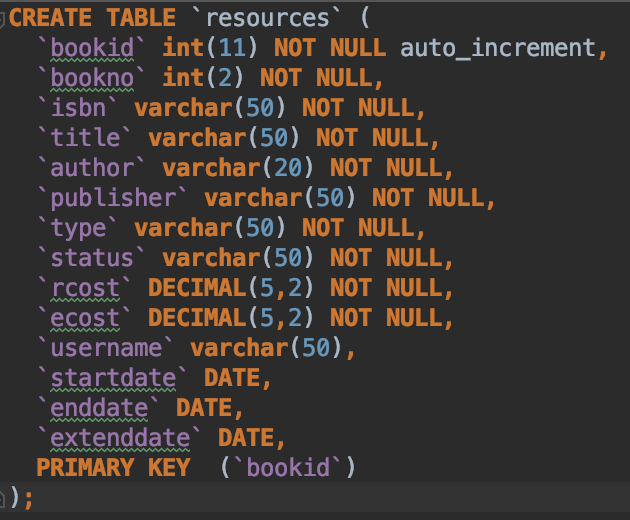 CREATE TABLE `resources` (
`bookid` int(11) NOT NULL auto_increment,
`bookno` int(2) NOT NULL,
`isbn` varchar(50) NOT NULL,
`title` varchar(50) NOT NULL,
`author` varchar(20) NOT NULL,
`publisher` varchar(50) NOT NULL,
`type` varchar(50) NOT NULL,
`status` varchar(50) NOT NULL,
`rcost` DECIMAL(5,2) NOT NULL,
`ecost` DECIMAL(5,2) NOT NULL,
`username` varchar(50),
`startdate` DATE,
`enddate` DATE,
`extenddate` DATE,
PRIMARY KEY  (`bookid`)
);